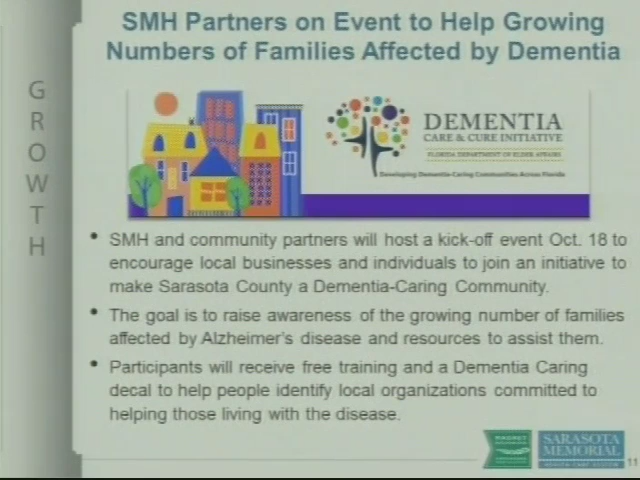 SMH Partners on Event to Help Growing
Numbers of Families Affected by Dementia
GROWTH
DEMENTIA
CARE & CURE INITIATIVE
FLORIDA DEPARTMENT OF ELDER AFFAIRS
Developing Dementia-Caring Communities Across Florida
• SMH and community partners will host a kick-off event Oct. 18 to
encourage local businesses and individuals to join an initiative to
make Sarasota County a Dementia-Caring Community.
• The goal is to raise awareness of the growing number of families
affected by Alzheimer's disease and resources to assist them.
• Participants will receive free training and a Dementia Caring
decal to help people identify local organizations committed to
helping those living with the disease.
MAGNET
SARASOTA
MEMORIAL
HEALTH CARE SYSTEM
11